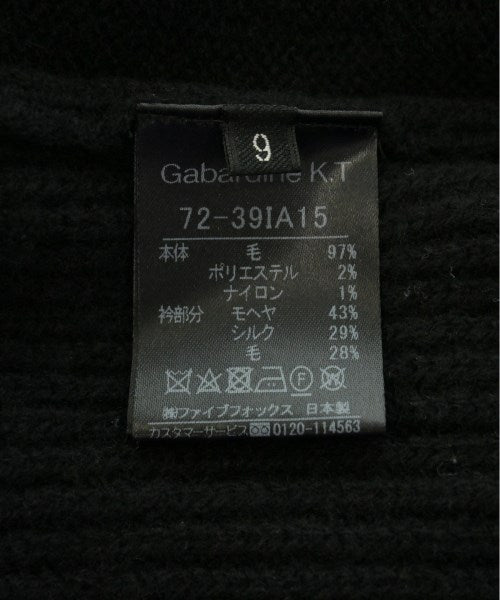 9
Gabardine K.T
72-39IA15
本体 毛 97%
ポリエステル 2%
ナイロン 1%
衿部分 モヘヤ 43%
シルク 29%
毛 28%
㈱ファイブフォックス 日本製
カスタマーサービス 0120-114563